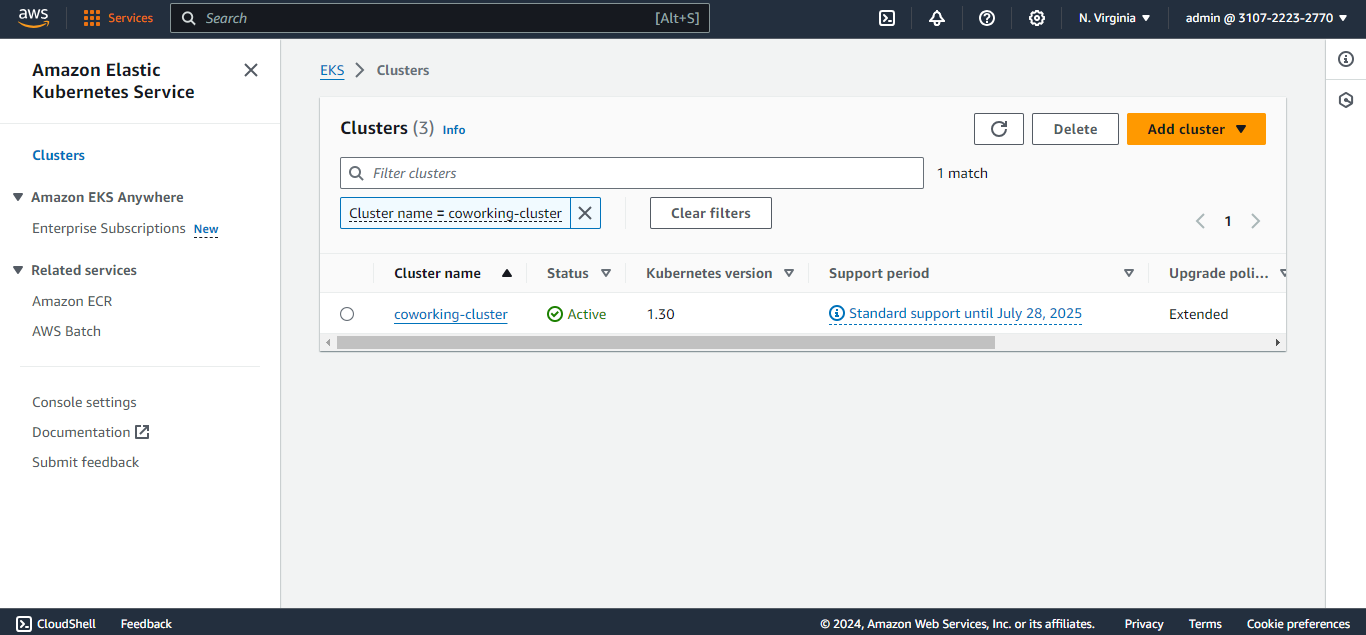 aws Services Search [Alt+S] N. Virginia admin @ 3107-2223-2770
Amazon Elastic
Kubernetes Service
Clusters
Amazon EKS Anywhere
Enterprise Subscriptions New
Related services
Amazon ECR
AWS Batch
Console settings
Documentation
Submit feedback
EKS Clusters
Clusters (3) Info Delete Add cluster
Filter clusters 1 match
Cluster name = coworking-cluster Clear filters 1
Cluster name Status Kubernetes version Support period Upgrade poli...
coworking-cluster Active 1.30 Standard support until July 28, 2025 Extended
CloudShell Feedback © 2024, Amazon Web Services, Inc. or its affiliates. Privacy Terms Cookie preferences